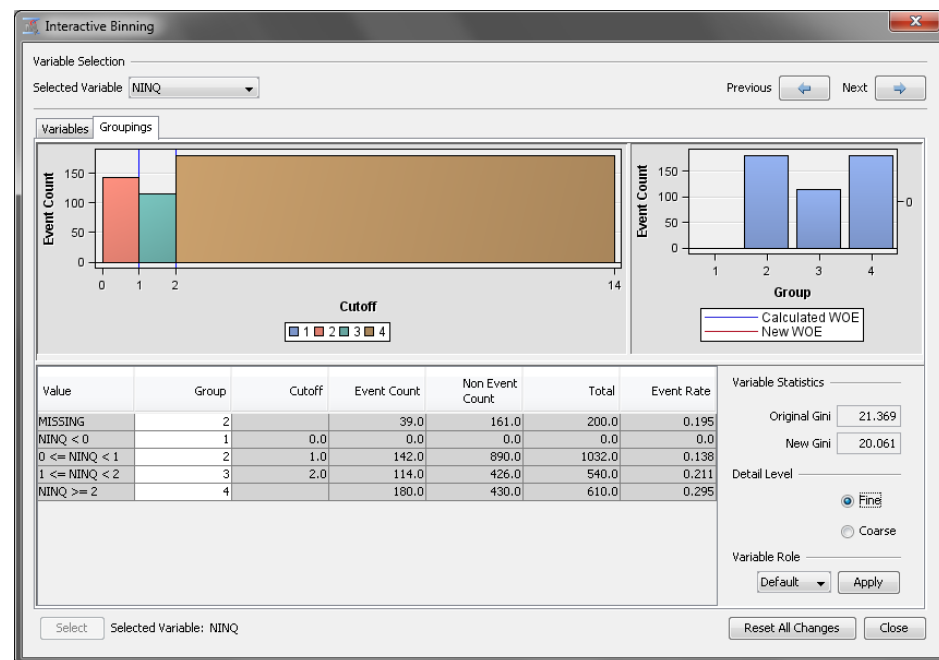 Interactive Binning
Variable Selection
Selected Variable NINQ
Previous Next
Variables Groupings
Event Count
150
100
50
0
0 1 2 14
Cutoff
1 2 3 4
Event Count
150
100
50
0
0
1 2 3 4
Group
Calculated WOE
New WOE
Value Group Cutoff Event Count Non Event Count Total Event Rate
MISSING 2 39.0 161.0 200.0 0.195
NINQ < 0 1 0.0 0.0 0.0 0.0 0.0
0 <= NINQ < 1 2 1.0 142.0 890.0 1032.0 0.138
1 <= NINQ < 2 3 2.0 114.0 426.0 540.0 0.211
NINQ >= 2 4 180.0 430.0 610.0 0.295
Variable Statistics
Original Gini 21.369
New Gini 20.061
Detail Level
Fine
Coarse
Variable Role
Default Apply
Select Selected Variable: NINQ
Reset All Changes Close